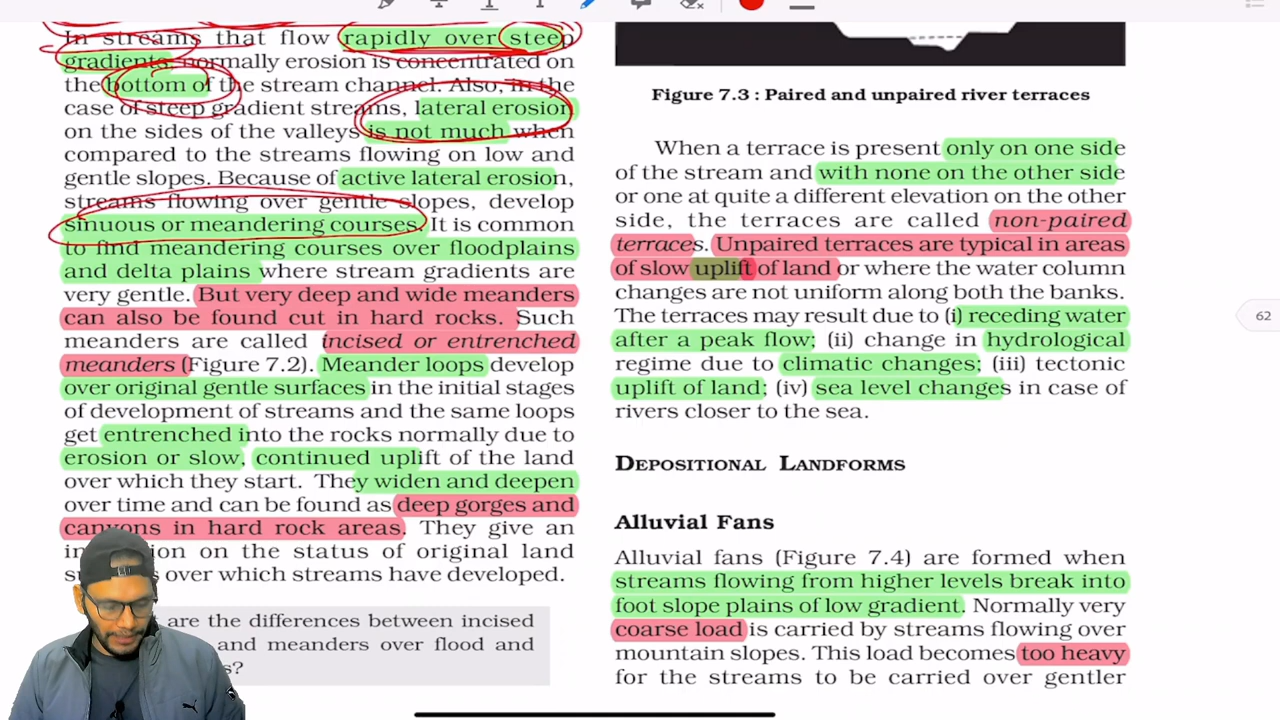 In streams that flow rapidly over steep
gradients, normally erosion is concentrated on
the bottom of the stream channel. Also, in the
case of steep gradient streams, lateral erosion
on the sides of the valleys is not much when
compared to the streams flowing on low and
gentle slopes. Because of active lateral erosion,
streams flowing over gentle slopes, develop
sinuous or meandering courses. It is common
to find meandering courses over floodplains
and delta plains where stream gradients are
very gentle. But very deep and wide meanders
can also be found cut in hard rocks. Such
meanders are called incised or entrenched
meanders (Figure 7.2). Meander loops develop
over original gentle surfaces in the initial stages
of development of streams and the same loops
get entrenched into the rocks normally due to
erosion or slow, continued uplift of the land
over which they start. They widen and deepen
over time and can be found as deep gorges and
canyons in hard rock areas. They give an
on on the status of original land
over which streams have developed.
are the differences between incised
and meanders over flood and
?
Figure 7.3 : Paired and unpaired river terraces
When a terrace is present only on one side
of the stream and with none on the other side
or one at quite a different elevation on the other
side, the terraces are called non-paired
terraces. Unpaired terraces are typical in areas
of slow uplift of land or where the water column
changes are not uniform along both the banks.
The terraces may result due to (i) receding water
after a peak flow; (ii) change in hydrological
regime due to climatic changes; (iii) tectonic
uplift of land; (iv) sea level changes in case of
rivers closer to the sea.
DEPOSITIONAL LANDFORMS
Alluvial Fans
Alluvial fans (Figure 7.4) are formed when
streams flowing from higher levels break into
foot slope plains of low gradient. Normally very
coarse load is carried by streams flowing over
mountain slopes. This load becomes too heavy
for the streams to be carried over gentler
62